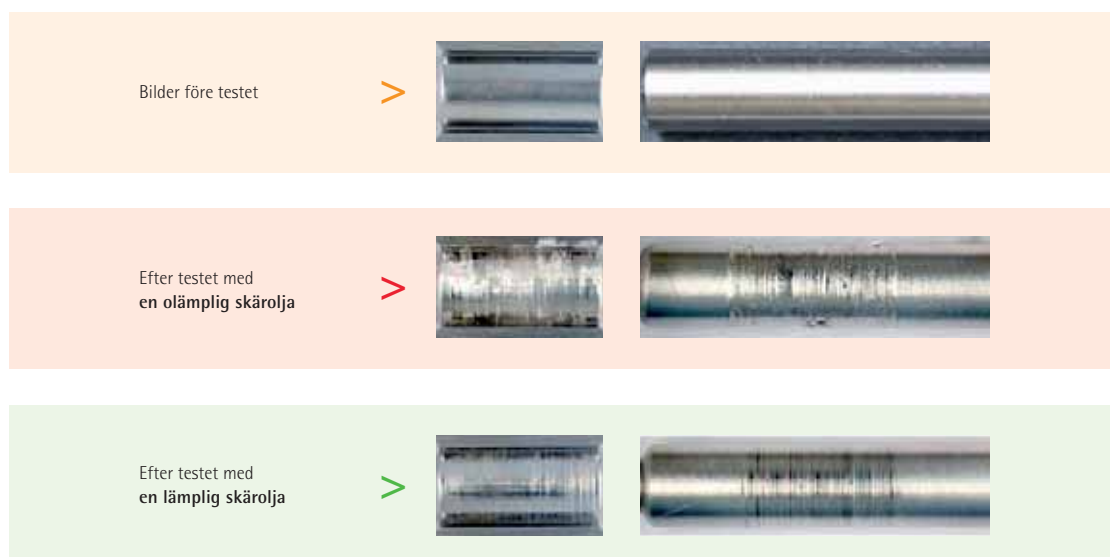 Bilder före testet
Efter testet med
en olämplig skärolja
Efter testet med
en lämplig skärolja